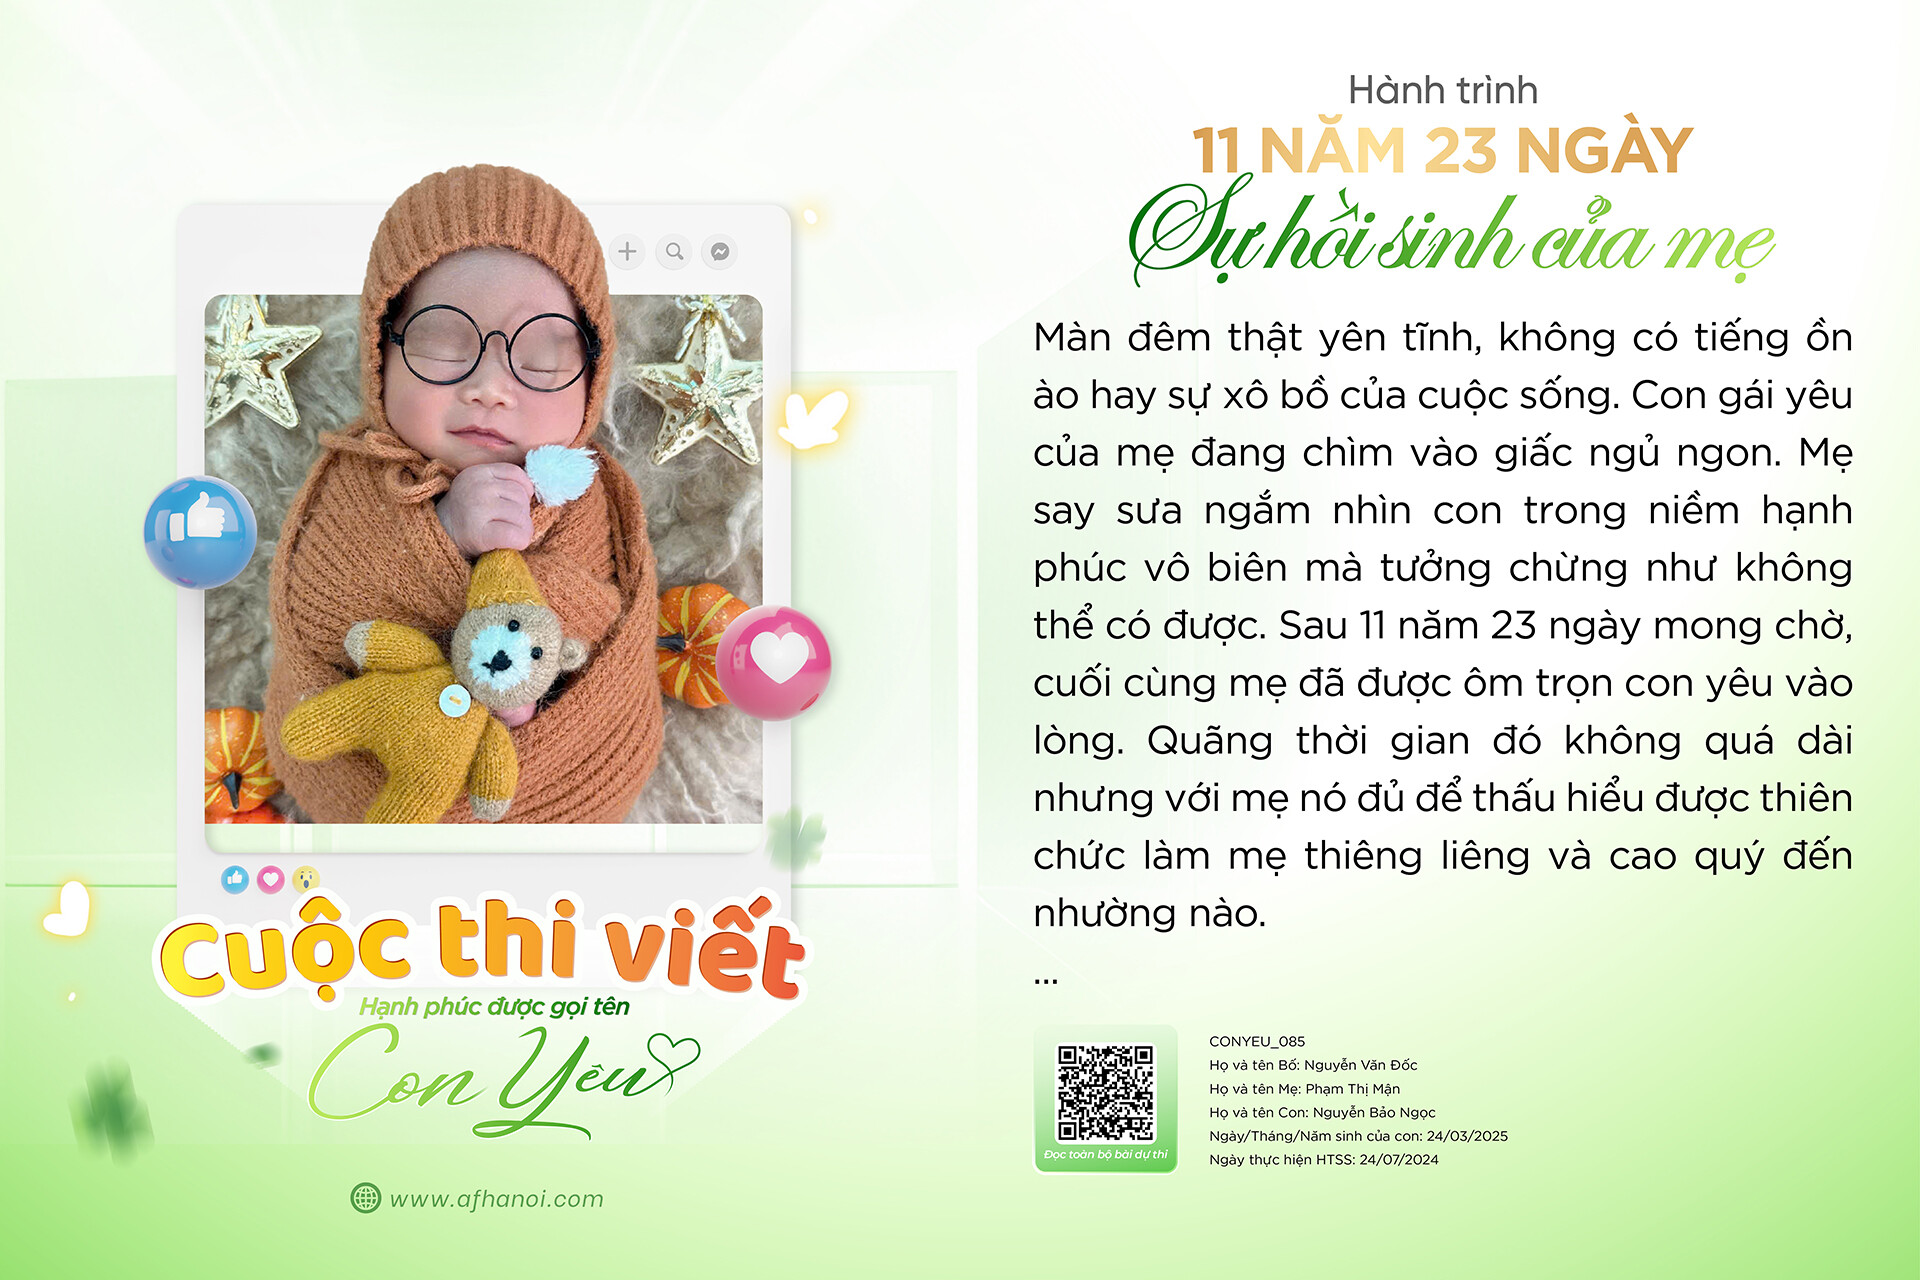 Hành trình
11 NĂM 23 NGÀY
Sự hồi sinh của mẹ
Màn đêm thật yên tĩnh, không có tiếng ồn
ào hay sự xô bồ của cuộc sống. Con gái yêu
của mẹ đang chìm vào giấc ngủ ngon. Mẹ
say sưa ngắm nhìn con trong niềm hạnh
phúc vô biên mà tưởng chừng như không
thể có được. Sau 11 năm 23 ngày mong chờ,
cuối cùng mẹ đã được ôm trọn con yêu vào
lòng. Quãng thời gian đó không quá dài
nhưng với mẹ nó đủ để thấu hiểu được thiên
chức làm mẹ thiêng liêng và cao quý đến
nhường nào.
...
Cuộc thi viết
Hạnh phúc được gọi tên
Con Yêu
www.afhanoi.com
Đọc toàn bộ bài dự thi
CONYEU_085
Họ và tên Bố: Nguyễn Văn Đốc
Họ và tên Mẹ: Phạm Thị Mận
Họ và tên Con: Nguyễn Bảo Ngọc
Ngày/Tháng/Năm sinh của con: 24/03/2025
Ngày thực hiện HTSS: 24/07/2024